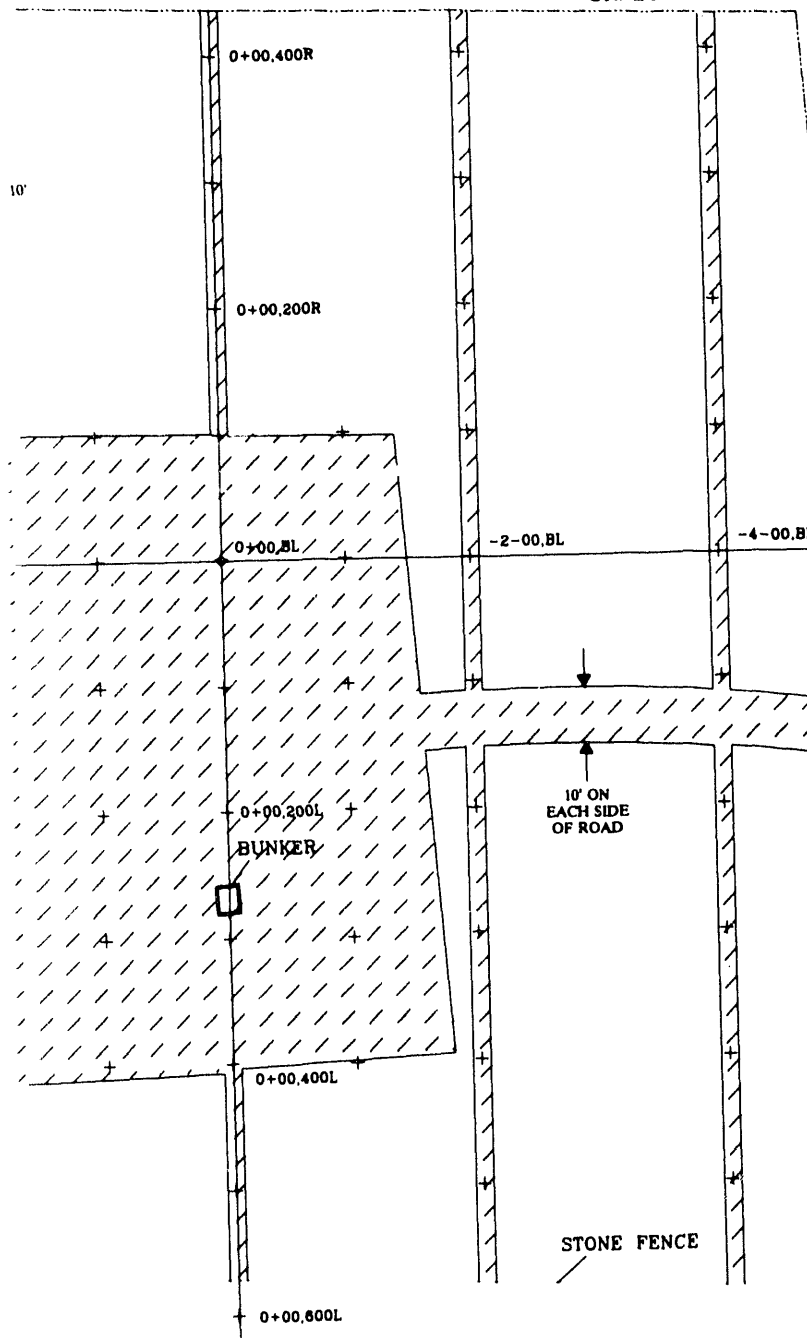 0+00,400R
10'
0+00,200R
0+00,BL
-2-00,BL
-4-00,BL
10' ON
EACH SIDE
OF ROAD
0+00,200L
BUNKER
0+00,400L
STONE FENCE
0+00,600L